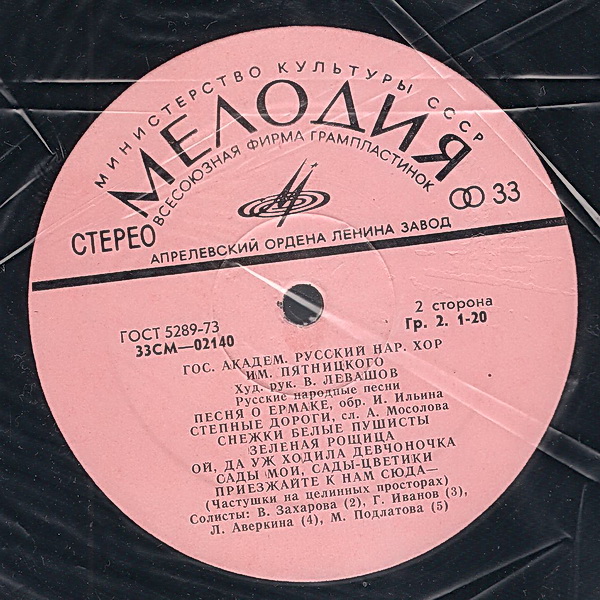 МИНИСТЕРСТВО КУЛЬТУРЫ СССР
МЕЛОДИЯ
ВСЕСОЮЗНАЯ ФИРМА ГРАМПЛАСТИНОК
СТЕРЕО
33
АПРЕЛЕВСКИЙ ОРДЕНА ЛЕНИНА ЗАВОД
ГОСТ 5289-73
33СМ—02140
2 сторона
Гр. 2. 1-20
ГОС. АКАДЕМ. РУССКИЙ НАР. ХОР
ИМ. ПЯТНИЦКОГО
Худ. рук. В. ЛЕВАШОВ
Русские народные песни
ПЕСНЯ О ЕРМАКЕ, обр. И. Ильина
СТЕПНЫЕ ДОРОГИ, сл. А. Мосолова
СНЕЖКИ БЕЛЫЕ ПУШИСТЫ
ЗЕЛЕНАЯ РОЩИЦА
ОЙ, ДА УЖ ХОДИЛА ДЕВЧОНОЧКА
САДЫ МОИ, САДЫ-ЦВЕТИКИ
ПРИЕЗЖАЙТЕ К НАМ СЮДА—
(Частушки на целинных просторах)
Солисты: В. Захарова (2), Г. Иванов (3),
Л. Аверкина (4), М. Подлатова (5)